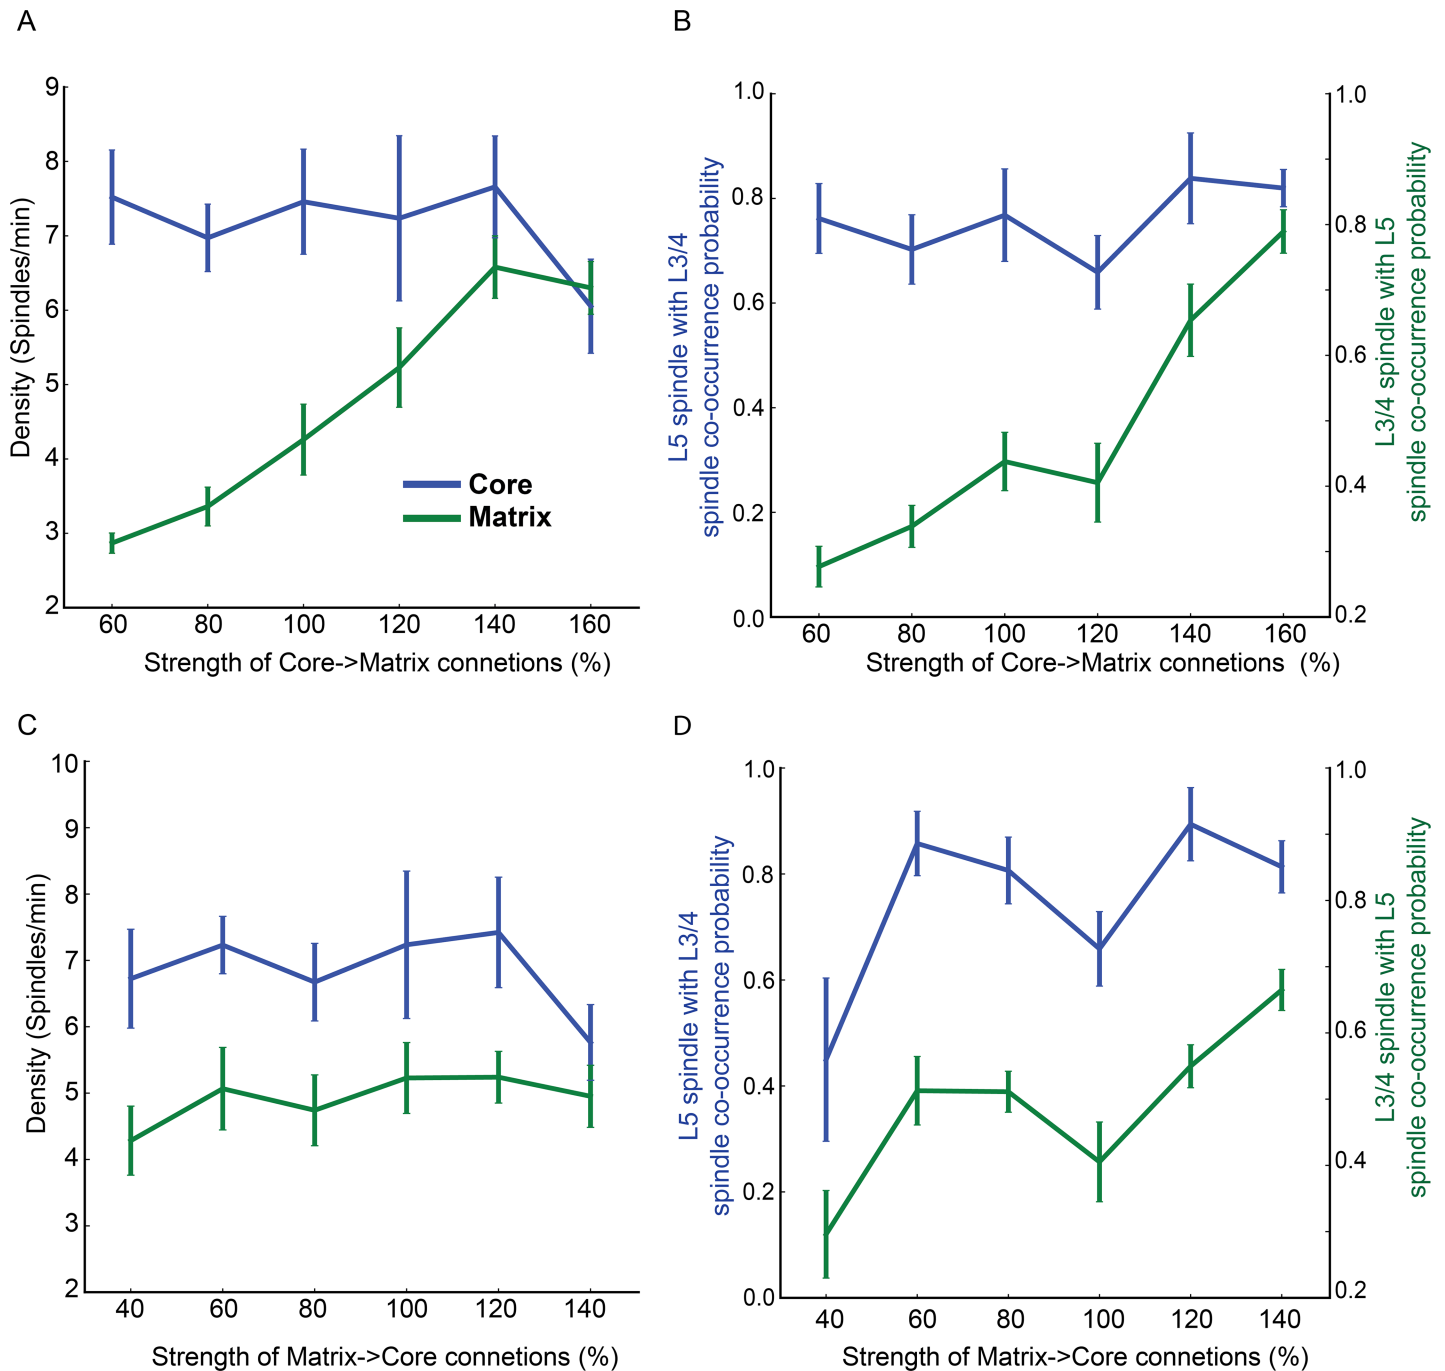 A
9
8
7
6
5
4
3
2
Density (Spindles/min)
Core
Matrix
60 80 100 120 140 160
Strength of Core->Matrix connetions (%)
B
1.0
0.8
0.6
0.4
0.2
0.0
L5 spindle with L3/4
spindle co-occurrence probability
1.0
0.8
0.6
0.4
0.2
L3/4 spindle with L5
spindle co-occurrence probability
60 80 100 120 140 160
Strength of Core->Matrix connetions (%)
C
10
9
8
7
6
5
4
3
2
Density (Spindles/min)
40 60 80 100 120 140
Strength of Matrix->Core connetions (%)
D
1.0
0.8
0.6
0.4
0.2
0.0
L5 spindle with L3/4
spindle co-occurrence probability
1.0
0.8
0.6
0.4
0.2
L3/4 spindle with L5
spindle co-occurrence probability
40 60 80 100 120 140
Strength of Matrix->Core connetions (%)